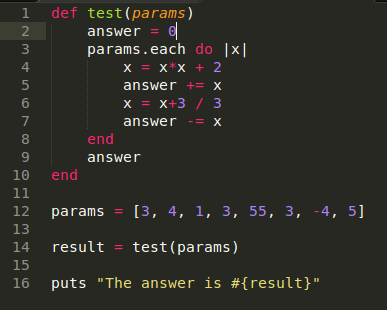 1 def test(params)
2     answer = 0
3     params.each do |x|
4         x = x*x + 2
5         answer += x
6         x = x+3 / 3
7         answer -= x
8     end
9     answer
10 end
11
12 params = [3, 4, 1, 3, 55, 3, -4, 5]
13
14 result = test(params)
15
16 puts "The answer is #{result}"